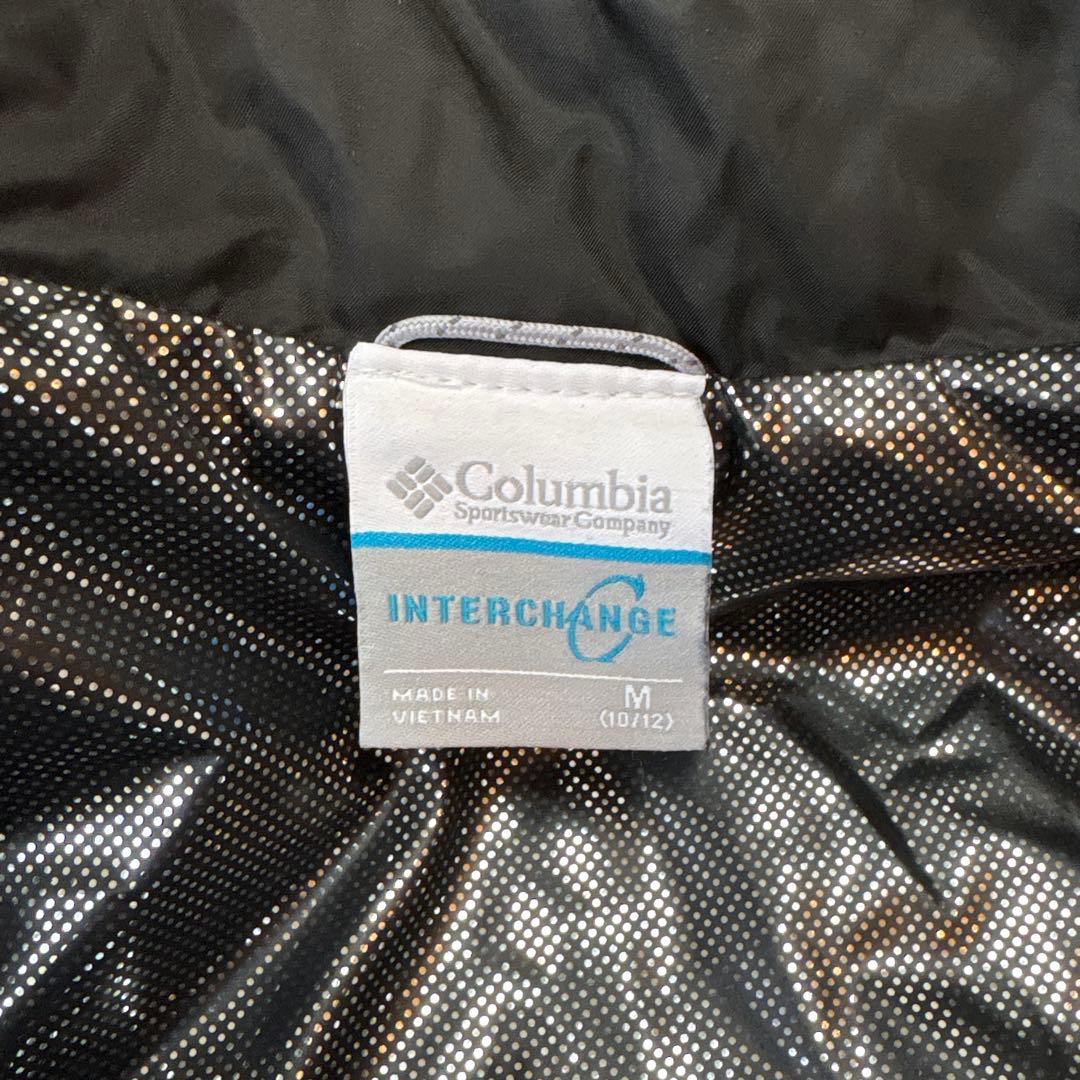 Columbia
Sportswear Company
INTERCHANGE
MADE IN
VIETNAM
M
(10/12)